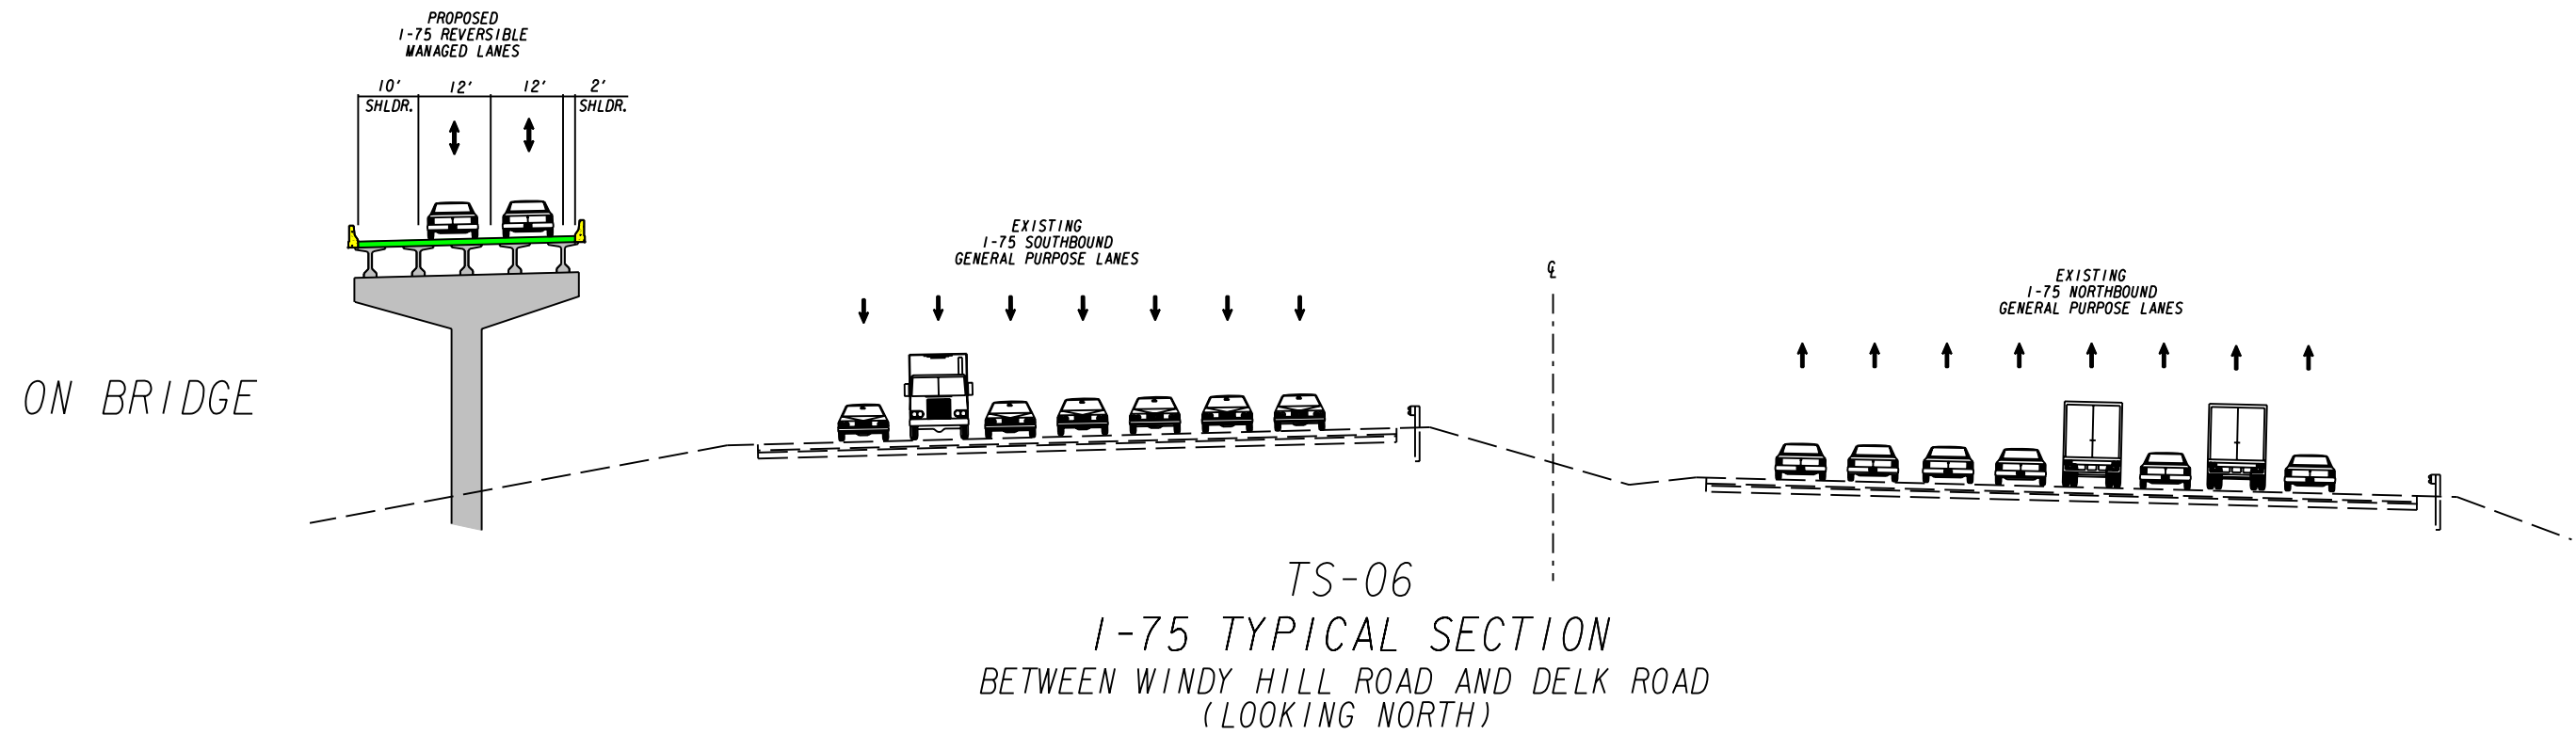 PROPOSED
I-75 REVERSIBLE
MANAGED LANES
10' 12' 12' 2'
SHLDR. SHLDR.
EXISTING
I-75 SOUTHBOUND
GENERAL PURPOSE LANES
℄
EXISTING
I-75 NORTHBOUND
GENERAL PURPOSE LANES
ON BRIDGE
TS-06
I-75 TYPICAL SECTION
BETWEEN WINDY HILL ROAD AND DELK ROAD
(LOOKING NORTH)